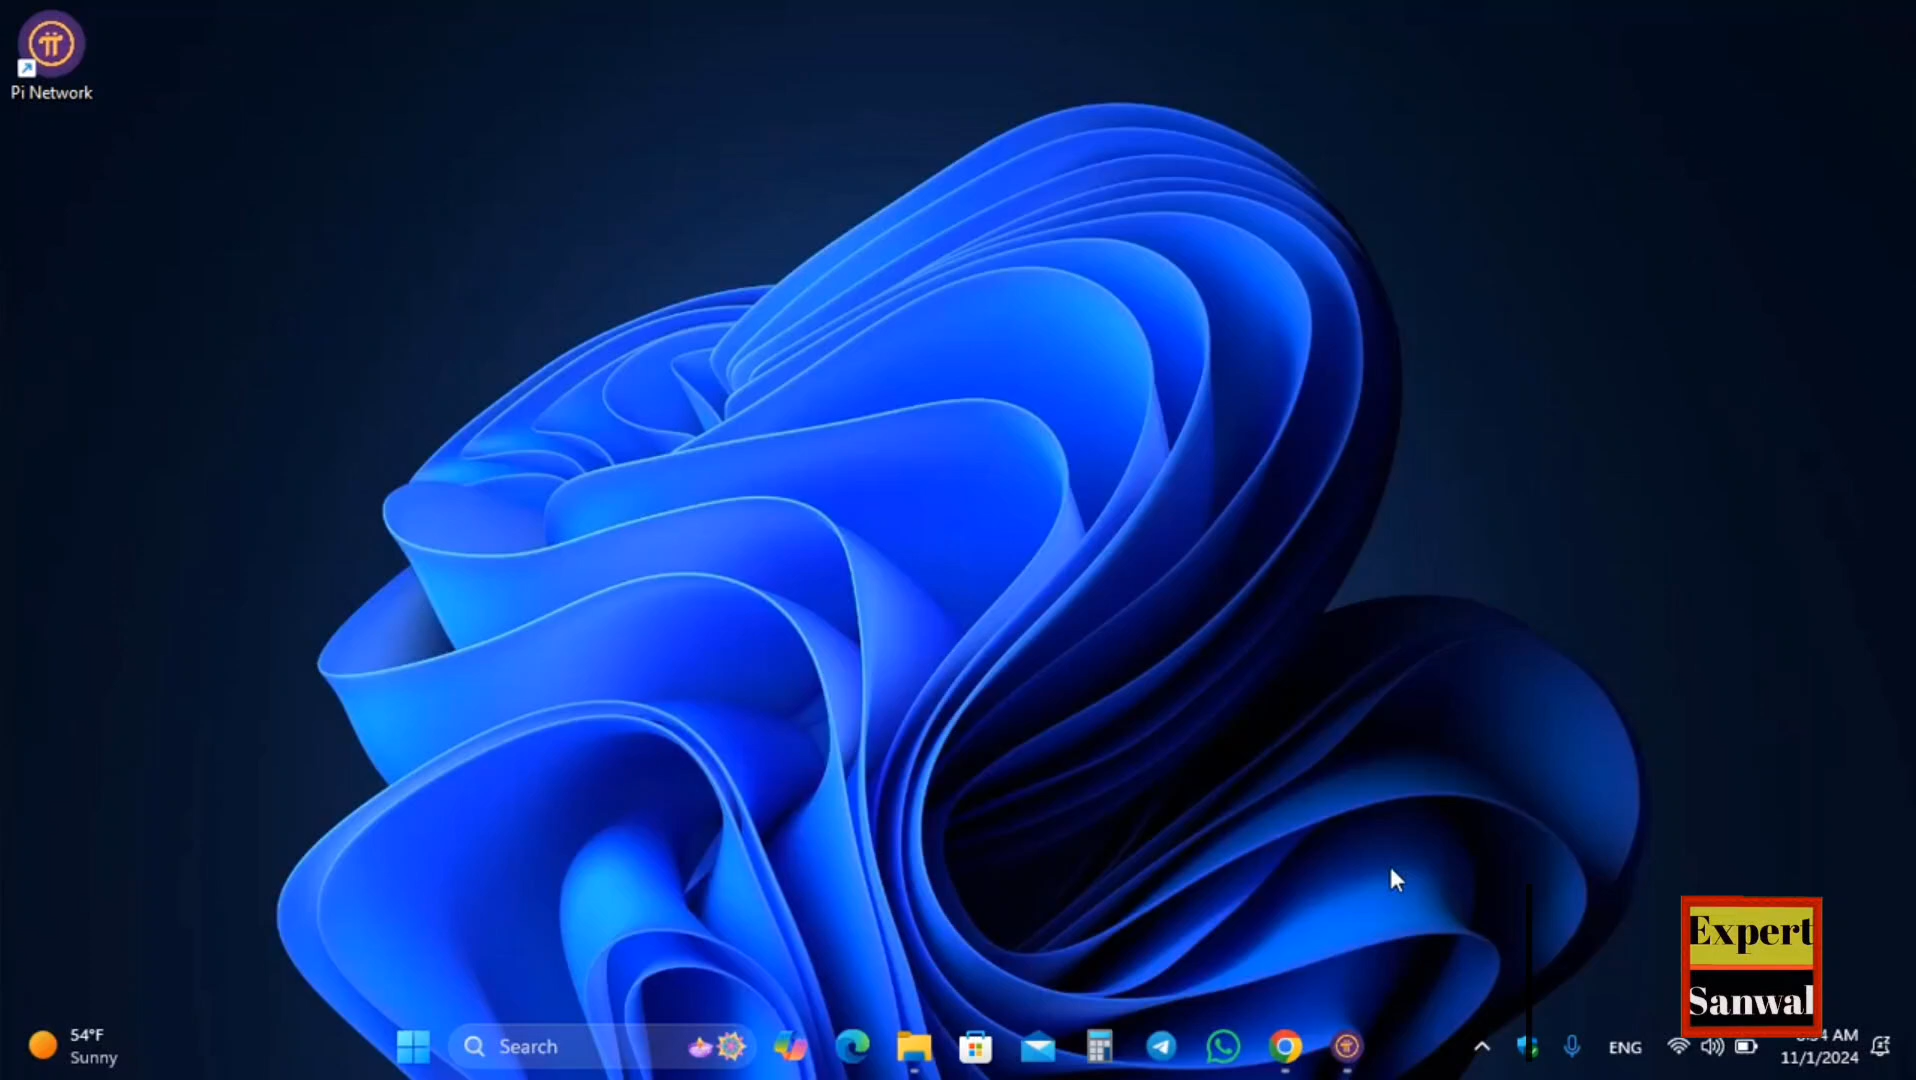 Pi Network
Expert
Sanwal
54°F
Sunny
Search
ENG
AM
11/1/2024